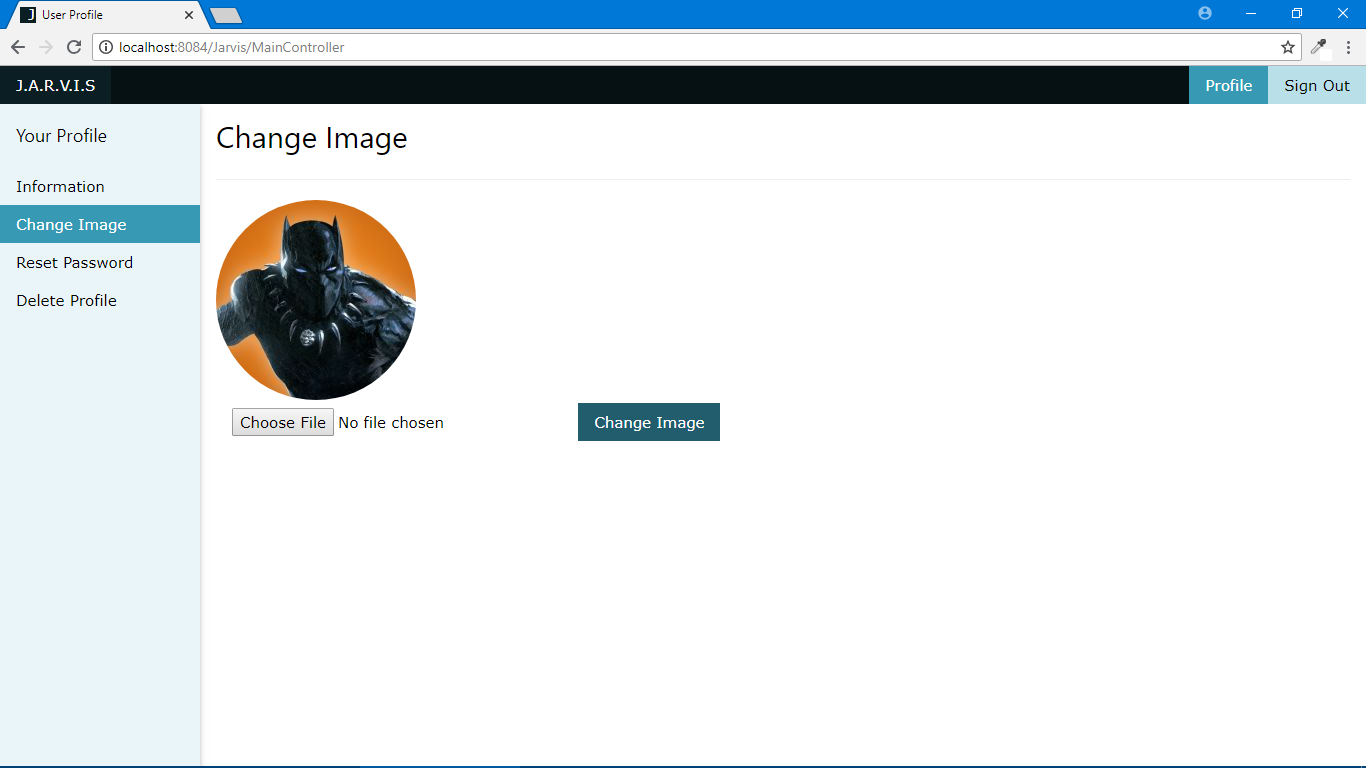 J User Profile
localhost:8084/Jarvis/MainController
J.A.R.V.I.S Profile Sign Out
Your Profile
Change Image
Information
Change Image
Reset Password
Delete Profile
Choose File No file chosen Change Image